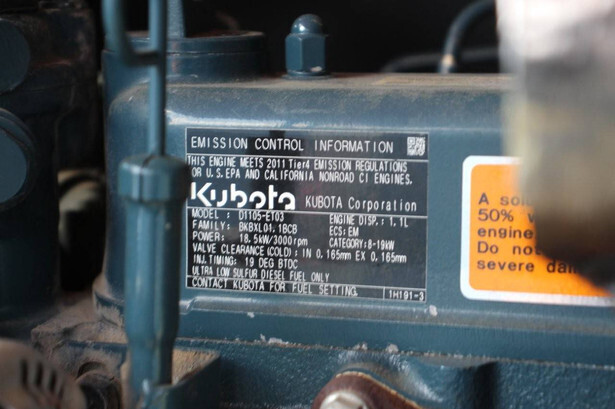 EMISSION CONTROL INFORMATION
THIS ENGINE MEETS 2011 Tier4 EMISSION REGULATIONS
OR U.S. EPA AND CALIFORNIA NONROAD CI ENGINES.
Kubota KUBOTA Corporation
MODEL : D1105-ET03 ENGINE DISP.: 1.1L
FAMILY: BKBXL01.1BCB ECS: EM
POWER: 18.5kW/3000rpm CATEGORY: 8-19kW
VALVE CLEARANCE (COLD) : IN 0.165mm EX 0.165mm
INJ. TIMING: 19 DEG BTDC
ULTRA LOW SULFUR DIESEL FUEL ONLY
CONTACT KUBOTA FOR FUEL SETTING. 1H191-3
A
50%
engine
Do no
severe da